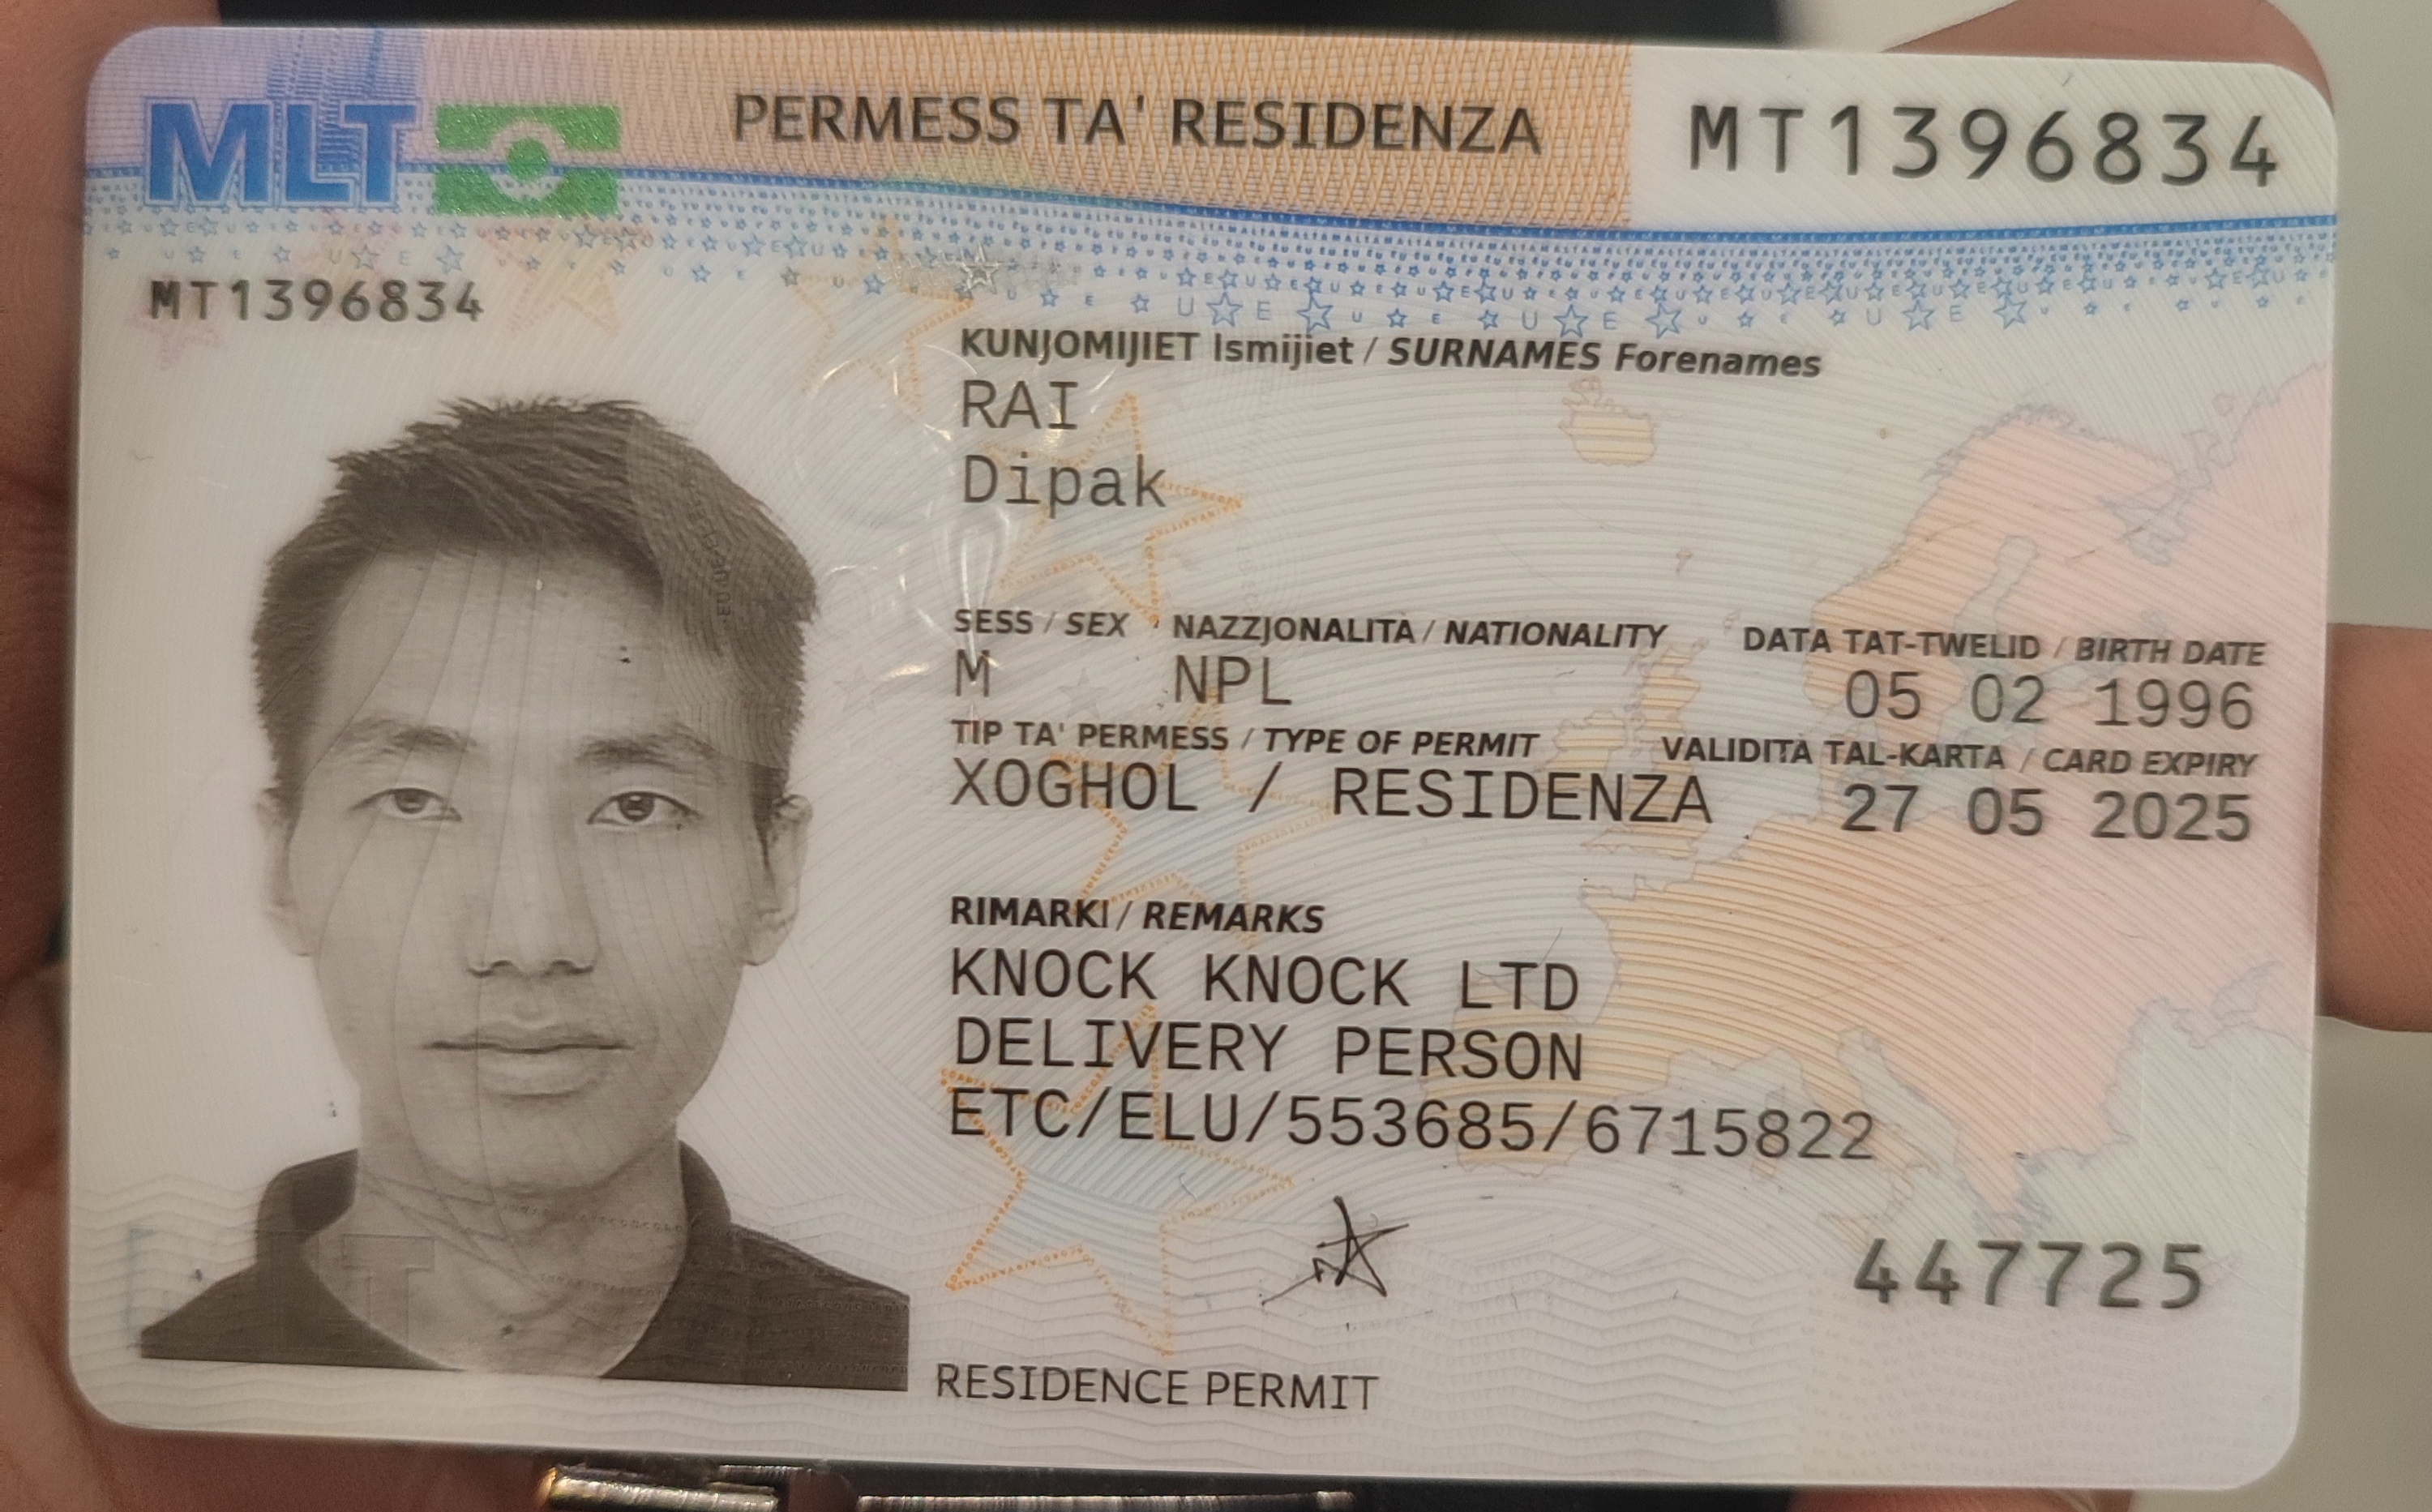 MLT PERMESS TA' RESIDENZA MT1396834
MT1396834
KUNJOMIJIET Ismijiet / SURNAMES Forenames
RAI
Dipak
SESS / SEX NAZZJONALITA / NATIONALITY DATA TAT-TWELID / BIRTH DATE
M NPL 05 02 1996
TIP TA' PERMESS / TYPE OF PERMIT VALIDITA TAL-KARTA / CARD EXPIRY
XOGHOL / RESIDENZA 27 05 2025
RIMARKI / REMARKS
KNOCK KNOCK LTD
DELIVERY PERSON
ETC/ELU/553685/6715822
447725
RESIDENCE PERMIT